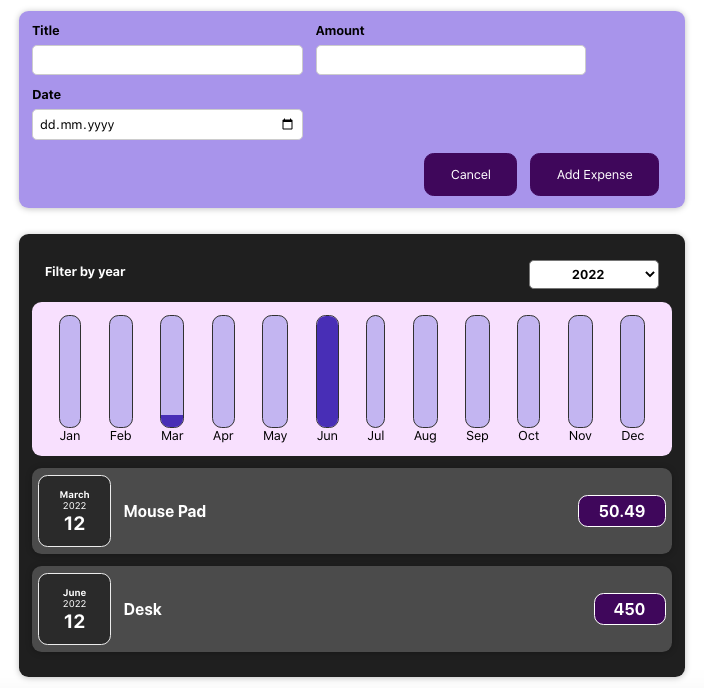 Title Amount
Date
dd.mm.yyyy
Cancel Add Expense
Filter by year 2022
Jan Feb Mar Apr May Jun Jul Aug Sep Oct Nov Dec
March
2022
12
Mouse Pad 50.49
June
2022
12
Desk 450